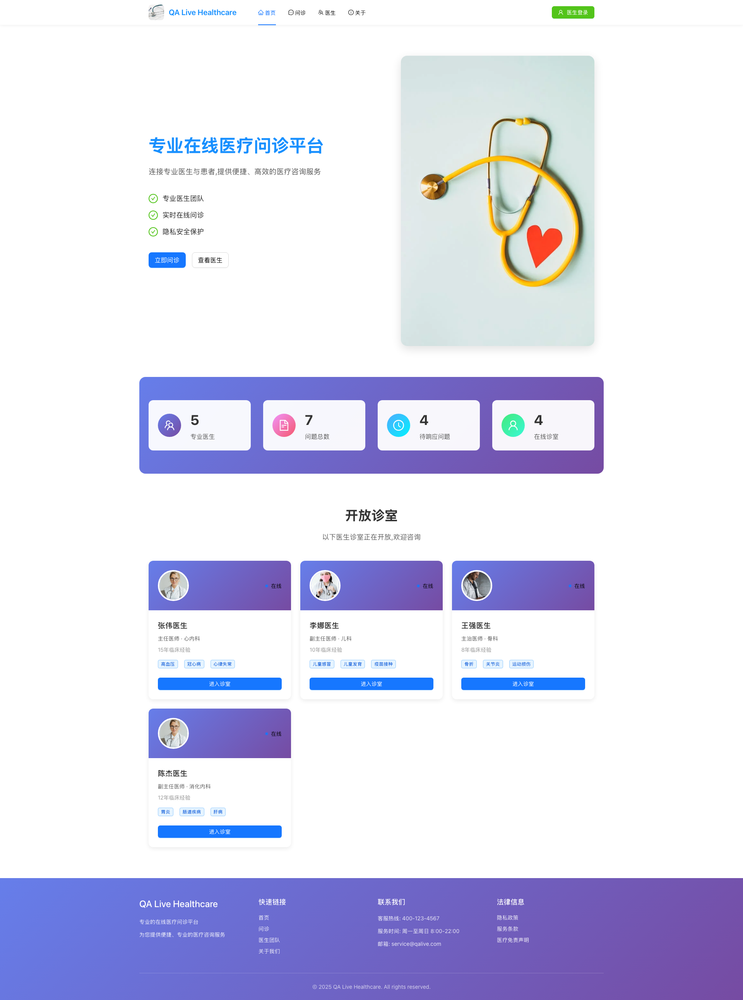 QA Live Healthcare
首页
问诊
医生
关于
医生登录
专业在线医疗问诊平台
连接专业医生与患者,提供便捷、高效的医疗咨询服务
专业医生团队
实时在线问诊
隐私安全保护
立即问诊
查看医生
5
专业医生
7
问题总数
4
待响应问题
4
在线诊室
开放诊室
以下医生诊室正在开放,欢迎咨询
在线
张伟医生
主任医师 · 心内科
15年临床经验
高血压
冠心病
心律失常
进入诊室
在线
李娜医生
副主任医师 · 儿科
10年临床经验
儿童感冒
儿童发育
疫苗接种
进入诊室
在线
王强医生
主治医师 · 骨科
8年临床经验
骨折
关节炎
运动损伤
进入诊室
在线
陈杰医生
副主任医师 · 消化内科
12年临床经验
胃炎
肠道疾病
肝病
进入诊室
QA Live Healthcare
专业的在线医疗问诊平台
为您提供便捷、专业的医疗咨询服务
快速链接
首页
问诊
医生团队
关于我们
联系我们
客服热线: 400-123-4567
服务时间: 周一至周日 8:00-22:00
邮箱: service@qalive.com
法律信息
隐私政策
服务条款
医疗免责声明
© 2025 QA Live Healthcare. All rights reserved.